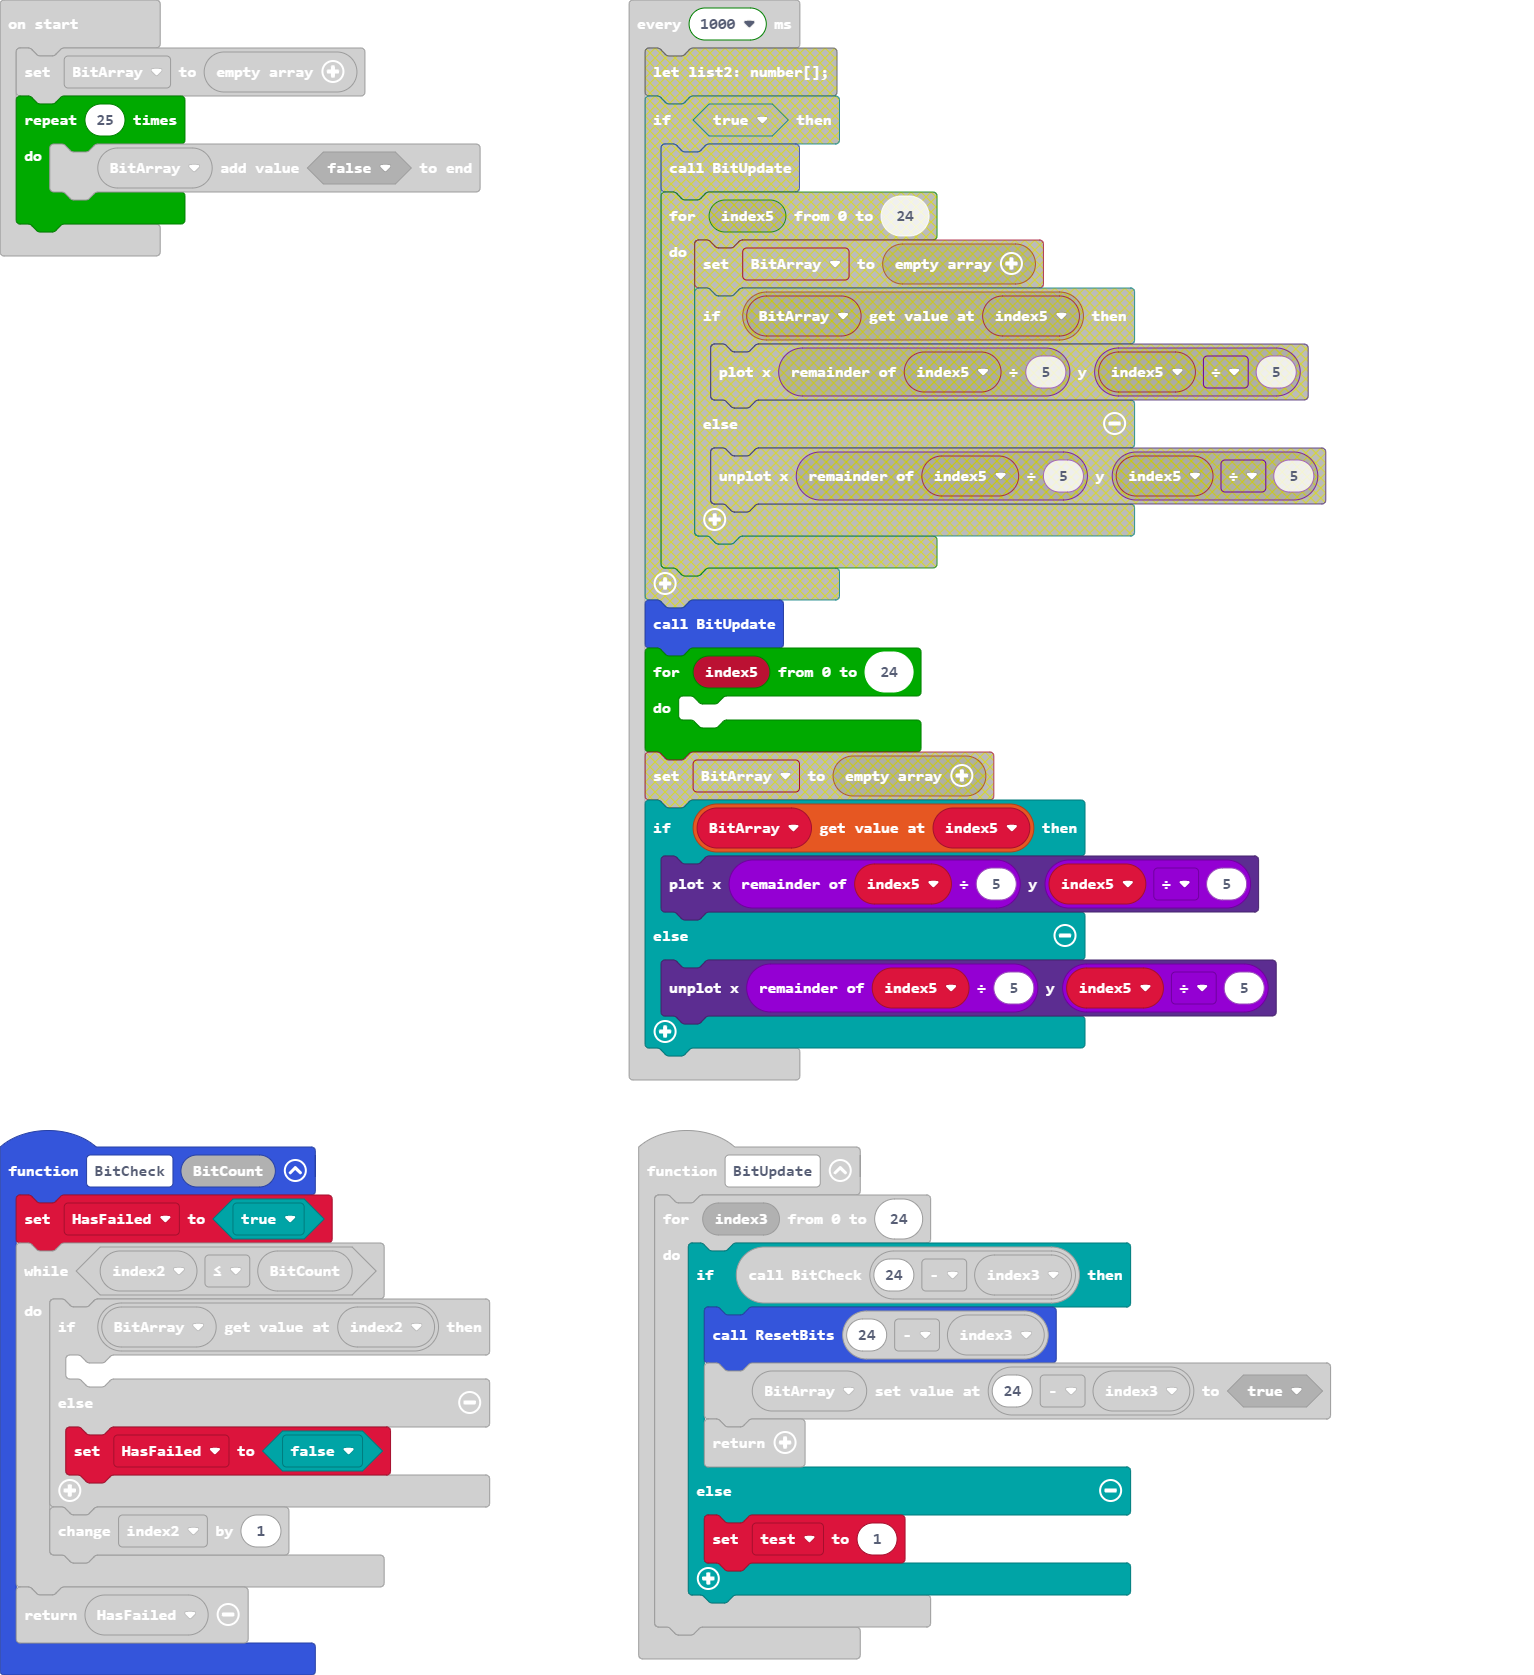 on start
set BitArray to empty array
repeat 25 times
do BitArray add value false to end
every 1000 ms
let list2: number[];
if true then
call BitUpdate
for index5 from 0 to 24
do set BitArray to empty array
if BitArray get value at index5 then
plot x remainder of index5 ÷ 5 y index5 ÷ 5
else
unplot x remainder of index5 ÷ 5 y index5 ÷ 5
call BitUpdate
for index5 from 0 to 24
do
set BitArray to empty array
if BitArray get value at index5 then
plot x remainder of index5 ÷ 5 y index5 ÷ 5
else
unplot x remainder of index5 ÷ 5 y index5 ÷ 5
function BitCheck BitCount
set HasFailed to true
while index2 ≤ BitCount
do if BitArray get value at index2 then
else
set HasFailed to false
change index2 by 1
return HasFailed
function BitUpdate
for index3 from 0 to 24
do if call BitCheck 24 - index3 then
call ResetBits 24 - index3
BitArray set value at 24 - index3 to true
return
else
set test to 1